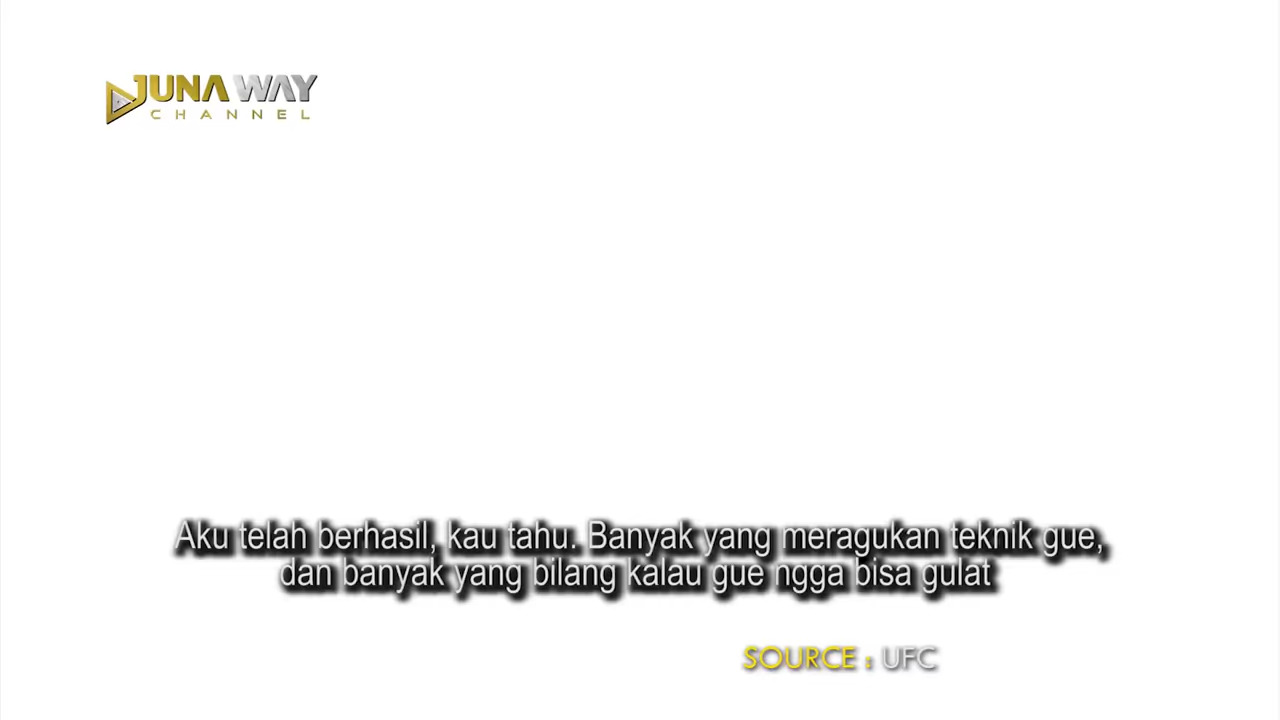 JUNA WAY
CHANNEL
Aku telah berhasil, kau tahu. Banyak yang meragukan teknik gue,
dan banyak yang bilang kalau gue ngga bisa gulat
SOURCE : UFC